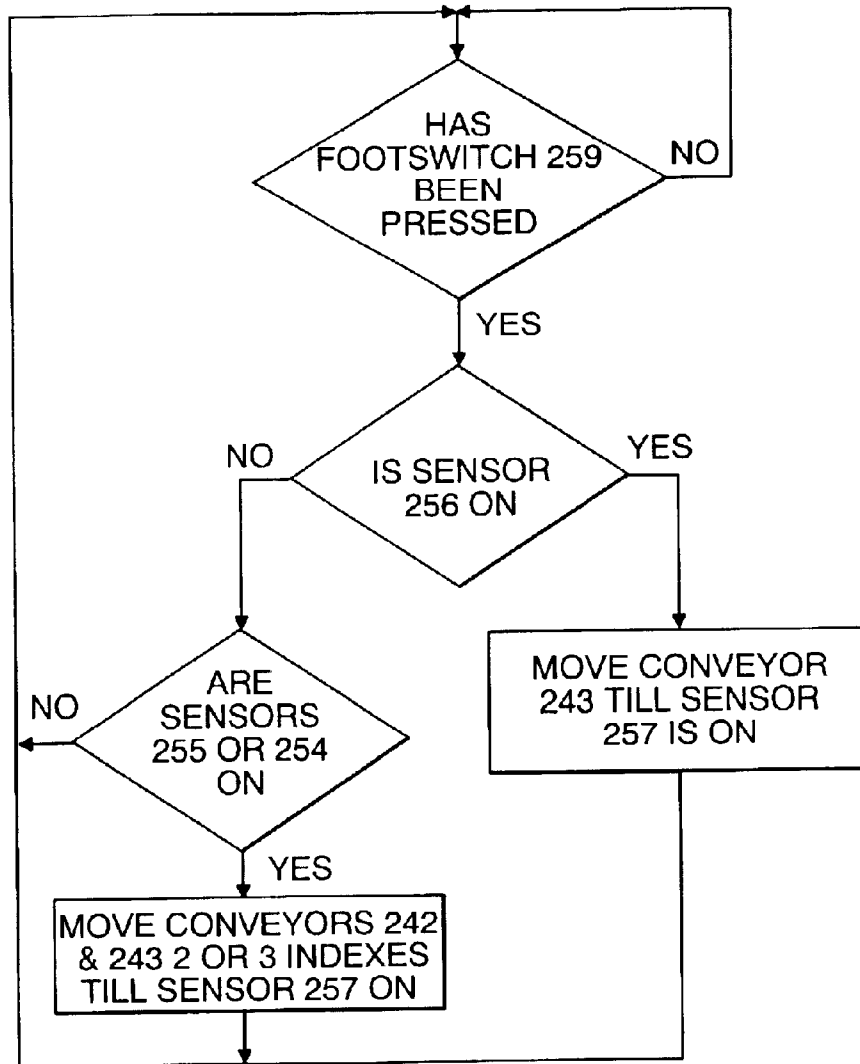 HAS
FOOTSWITCH 259
BEEN
PRESSED
NO
YES
IS SENSOR
256 ON
NO
YES
ARE
SENSORS
255 OR 254
ON
NO
YES
MOVE CONVEYOR
243 TILL SENSOR
257 IS ON
MOVE CONVEYORS 242
& 243 2 OR 3 INDEXES
TILL SENSOR 257 ON